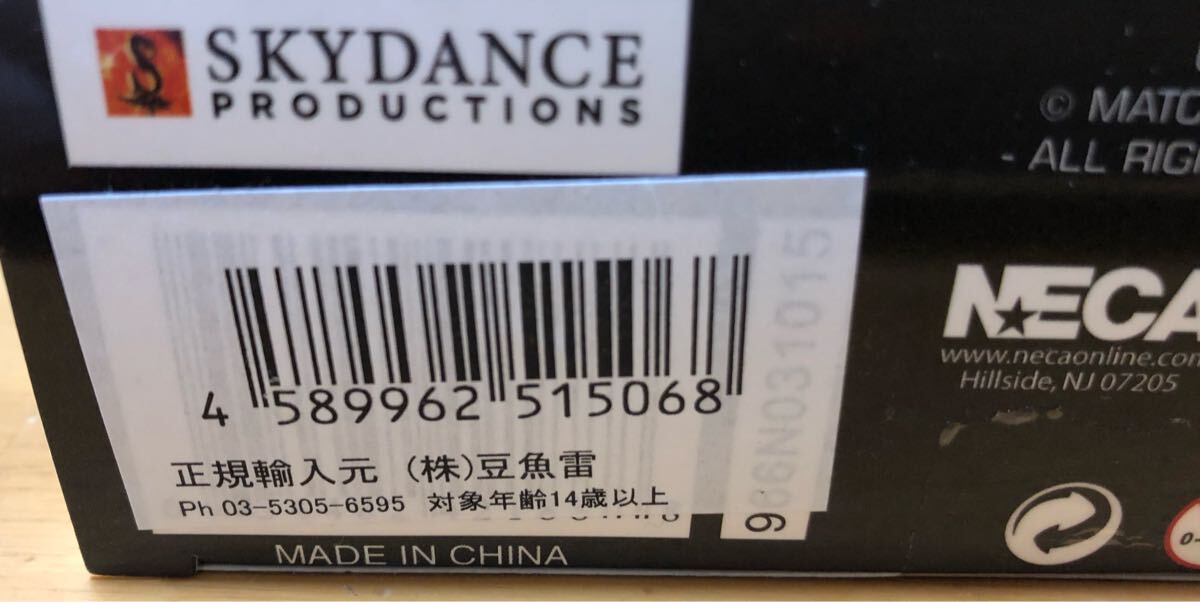 SKYDANCE
PRODUCTIONS
© MATC
- ALL RIG
NECA
www.necaonline.com
Hillside, NJ 07205
4 589962 515068
正規輸入元 (株)豆魚雷
Ph 03-5305-6595 対象年齢14歳以上
966N031015
MADE IN CHINA
0-